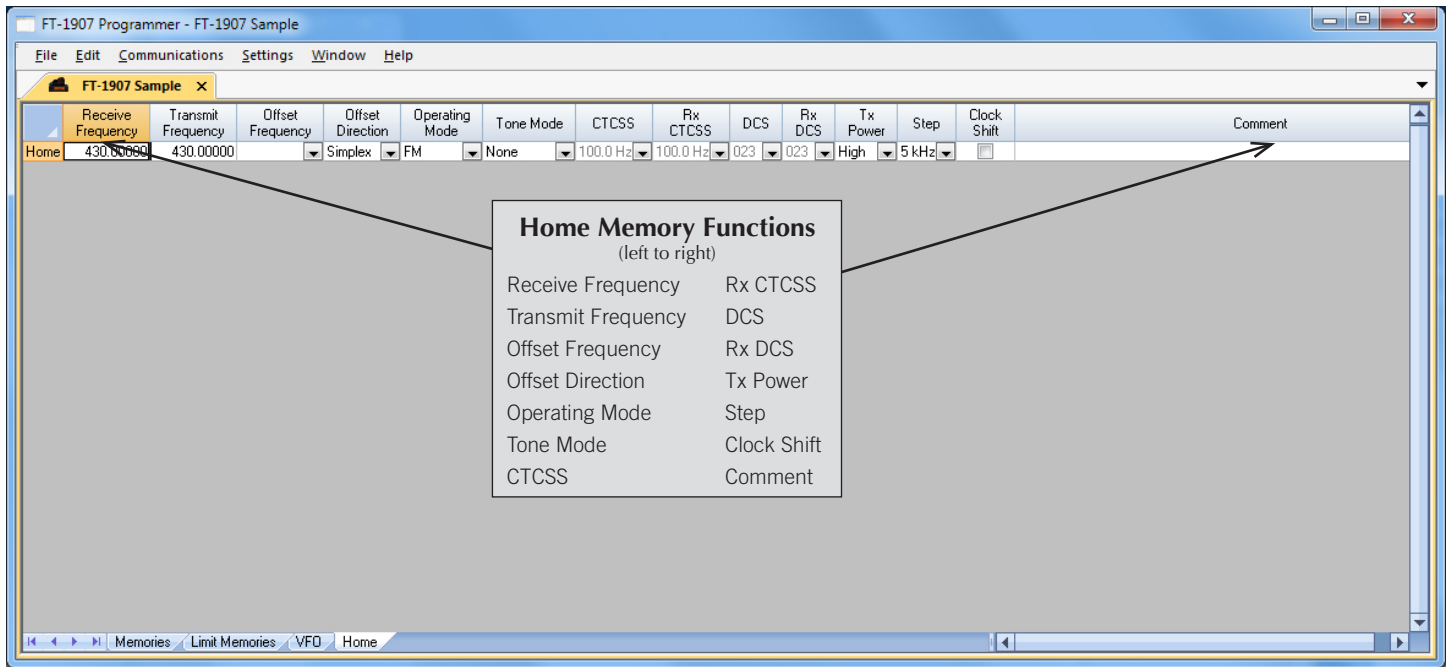 FT-1907 Programmer - FT-1907 Sample
File Edit Communications Settings Window Help
FT-1907 Sample X
Receive Frequency Transmit Frequency Offset Frequency Offset Direction Operating Mode Tone Mode CTCSS Rx CTCSS DCS Rx DCS Tx Power Step Clock Shift Comment
Home 430.00000 430.00000 Simplex FM None 100.0 Hz 100.0 Hz 023 023 High 5 kHz
Home Memory Functions
(left to right)
Receive Frequency Rx CTCSS
Transmit Frequency DCS
Offset Frequency Rx DCS
Offset Direction Tx Power
Operating Mode Step
Tone Mode Clock Shift
CTCSS Comment
Memories Limit Memories VFO Home